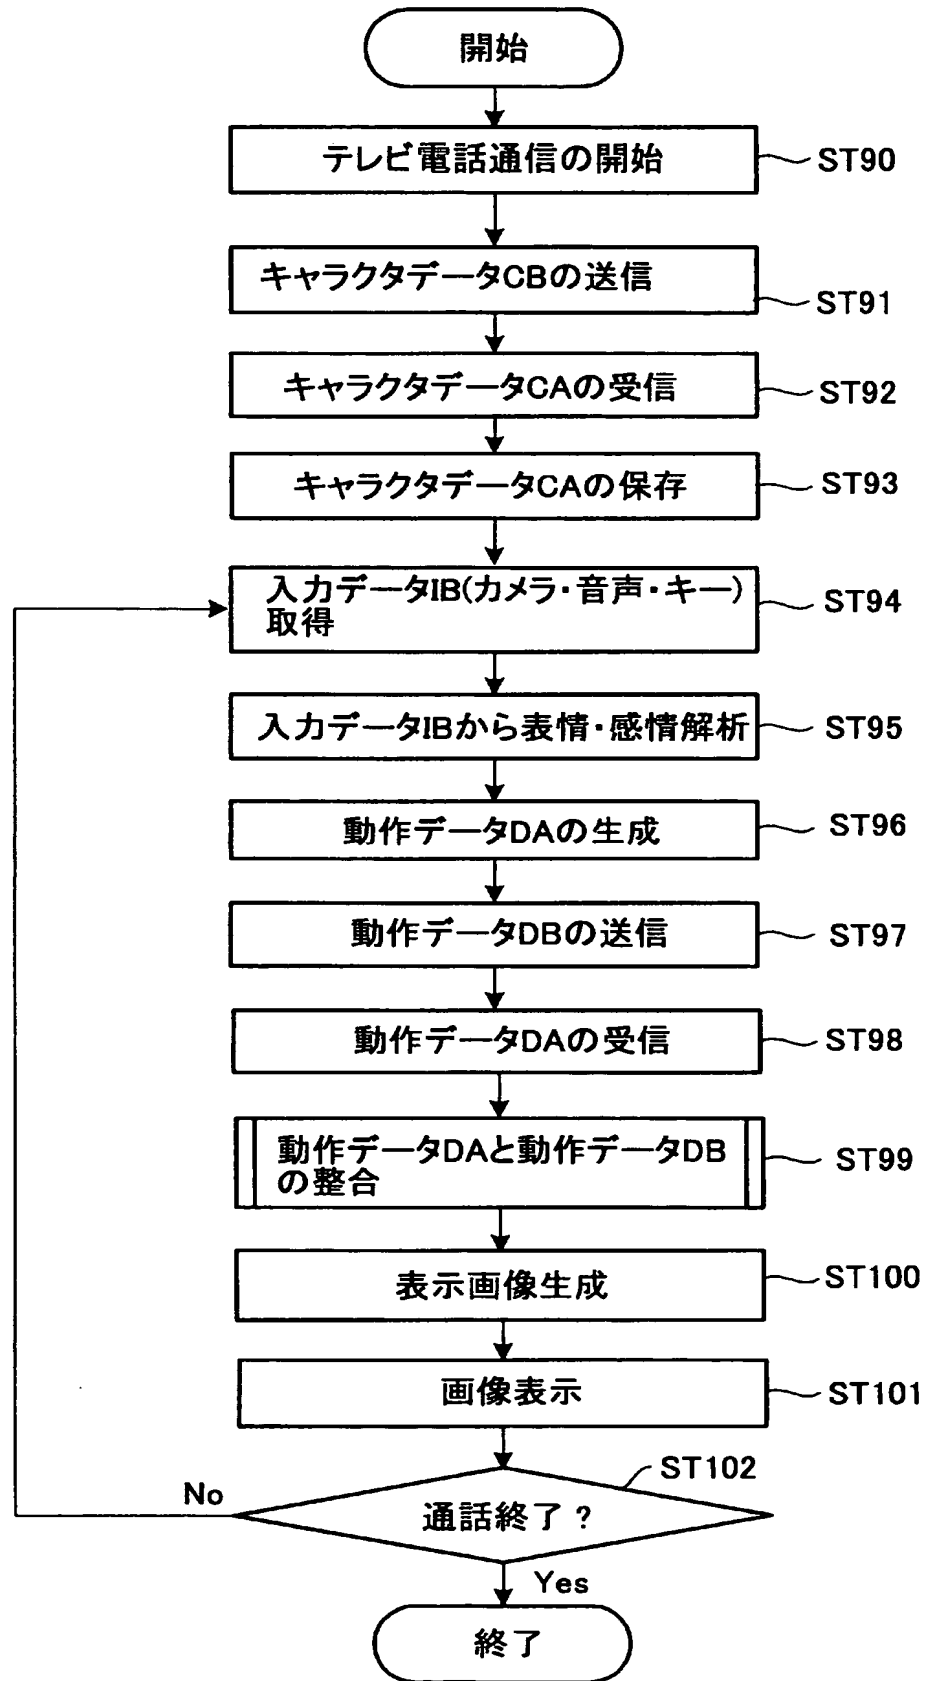 開始
テレビ電話通信の開始
ST90
キャラクタデータCBの送信
ST91
キャラクタデータCAの受信
ST92
キャラクタデータCAの保存
ST93
入力データIB(カメラ・音声・キー)
取得
ST94
入力データIBから表情・感情解析
ST95
動作データDAの生成
ST96
動作データDBの送信
ST97
動作データDAの受信
ST98
動作データDAと動作データDB
の整合
ST99
表示画像生成
ST100
画像表示
ST101
ST102
No
通話終了?
Yes
終了